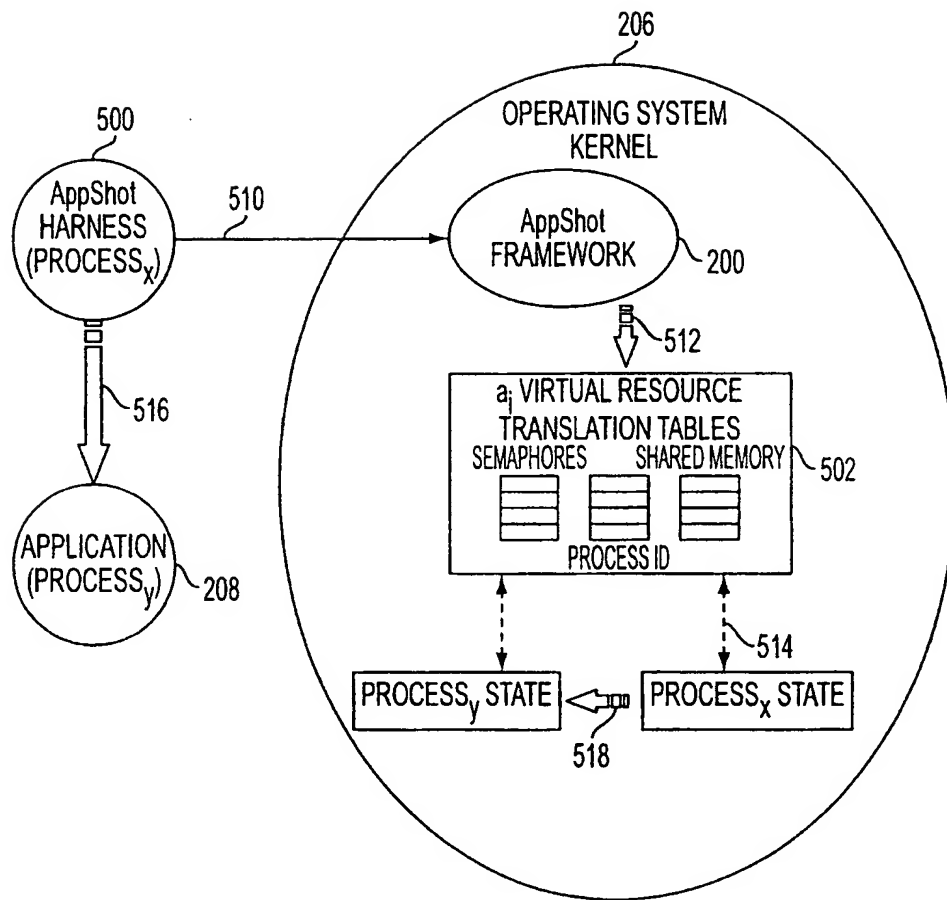 206
OPERATING SYSTEM
KERNEL
500
AppShot
HARNESS
(PROCESSx)
510
AppShot
FRAMEWORK
200
512
516
ai VIRTUAL RESOURCE
TRANSLATION TABLES
SEMAPHORES SHARED MEMORY
502
PROCESS ID
APPLICATION
(PROCESSy)
208
514
PROCESSy STATE
PROCESSx STATE
518